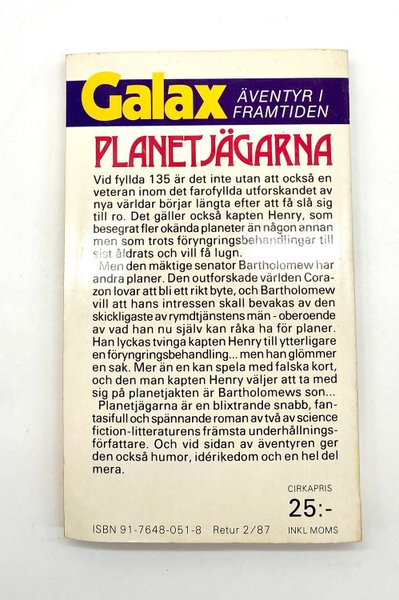 Galax ÄVENTYR I
FRAMTIDEN
PLANETJÄGARNA
Vid fyllda 135 är det inte utan att också en
veteran inom det farofyllda utforskandet av
nya världar börjar längta efter att få slå sig
till ro. Det gäller också kapten Henry, som
besegrat fler okända planeter än någon annan
men som trots föryngringsbehandlingar till
sist åldrats och vill få lugn.
Men den mäktige senator Bartholomew har
andra planer. Den outforskade världen Cora-
zon lovar att bli ett rikt byte, och Bartholomew
vill att hans intressen skall bevakas av den
skickligaste av rymdtjänstens män - oberoende
av vad han nu själv kan råka ha för planer.
Han lyckas tvinga kapten Henry till ytterligare
en föryngringsbehandling... men han glömmer
en sak. Mer än en kan spela med falska kort,
och den man kapten Henry väljer att ta med
sig på planetjakten är Bartholomews son...
Planetjägarna är en blixtrande snabb, fan-
tasifull och spännande roman av två av science
fiction-litteraturens främsta underhållnings-
författare. Och vid sidan av äventyren ger
den också humor, idérikedom och en hel del
mera.
CIRKAPRIS
25:-
ISBN 91-7648-051-8 Retur 2/87 INKL MOMS